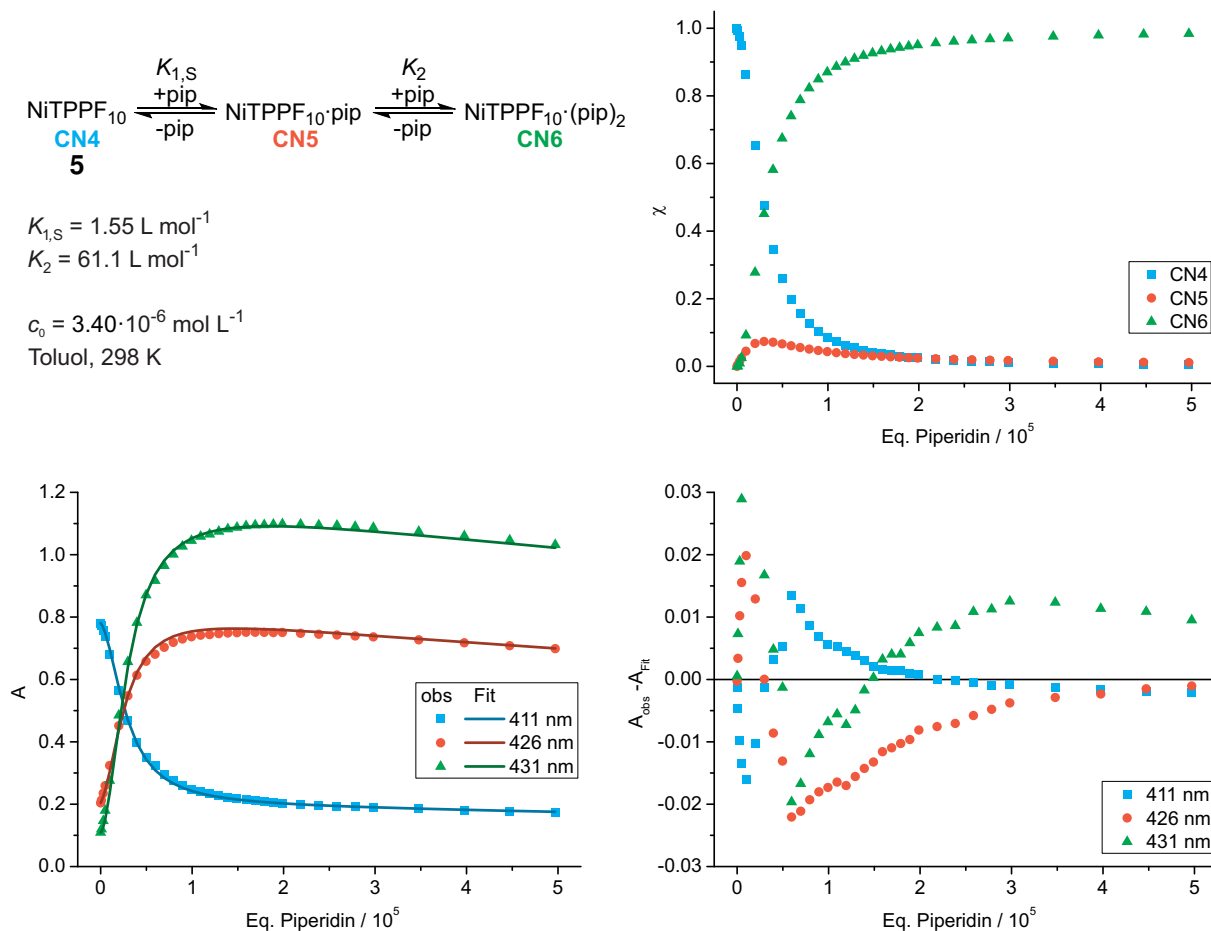 K₁,S K₂
+pip +pip
NiTPPF₁₀ NiTPPF₁₀·pip NiTPPF₁₀·(pip)₂
-pip -pip
CN4 CN5 CN6
5
K₁,S = 1.55 L mol⁻¹
K₂ = 61.1 L mol⁻¹
c₀ = 3.40·10⁻⁶ mol L⁻¹
Toluol, 298 K
χ
1.0
0.8
0.6
0.4
0.2
0.0
CN4
CN5
CN6
0 1 2 3 4 5
Eq. Piperidin / 10⁵
A
1.2
1.0
0.8
0.6
0.4
0.2
0.0
obs Fit
411 nm
426 nm
431 nm
0 1 2 3 4 5
Eq. Piperidin / 10⁵
A_obs -A_Fit
0.03
0.02
0.01
0.00
-0.01
-0.02
-0.03
411 nm
426 nm
431 nm
0 1 2 3 4 5
Eq. Piperidin / 10⁵